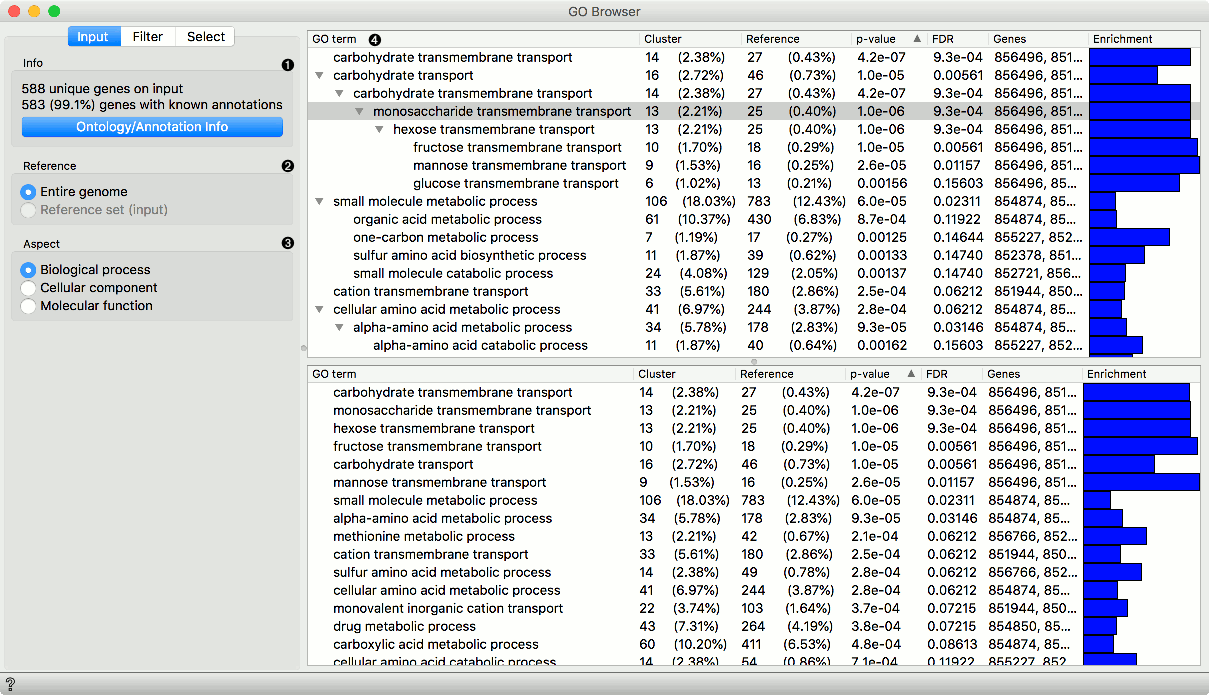 GO Browser
Input Filter Select
Info 1
588 unique genes on input
583 (99.1%) genes with known annotations
Ontology/Annotation Info
Reference 2
Entire genome
Reference set (input)
Aspect 3
Biological process
Cellular component
Molecular function
GO term 4 Cluster Reference p-value FDR Genes Enrichment
carbohydrate transmembrane transport 14 (2.38%) 27 (0.43%) 4.2e-07 9.3e-04 856496, 851...
carbohydrate transport 16 (2.72%) 46 (0.73%) 1.0e-05 0.00561 856496, 851...
carbohydrate transmembrane transport 14 (2.38%) 27 (0.43%) 4.2e-07 9.3e-04 856496, 851...
monosaccharide transmembrane transport 13 (2.21%) 25 (0.40%) 1.0e-06 9.3e-04 856496, 851...
hexose transmembrane transport 13 (2.21%) 25 (0.40%) 1.0e-06 9.3e-04 856496, 851...
fructose transmembrane transport 10 (1.70%) 18 (0.29%) 1.0e-05 0.00561 856496, 851...
mannose transmembrane transport 9 (1.53%) 16 (0.25%) 2.6e-05 0.01157 856496, 851...
glucose transmembrane transport 6 (1.02%) 13 (0.21%) 0.00156 0.15603 856496, 85...
small molecule metabolic process 106 (18.03%) 783 (12.43%) 6.0e-05 0.02311 854874, 85...
organic acid metabolic process 61 (10.37%) 430 (6.83%) 8.7e-04 0.11922 854874, 85...
one-carbon metabolic process 7 (1.19%) 17 (0.27%) 0.00125 0.14644 855227, 852...
sulfur amino acid biosynthetic process 11 (1.87%) 39 (0.62%) 0.00133 0.14740 852378, 851...
small molecule catabolic process 24 (4.08%) 129 (2.05%) 0.00137 0.14740 852721, 856...
cation transmembrane transport 33 (5.61%) 180 (2.86%) 2.5e-04 0.06212 851944, 850...
cellular amino acid metabolic process 41 (6.97%) 244 (3.87%) 2.8e-04 0.06212 854874, 85...
alpha-amino acid metabolic process 34 (5.78%) 178 (2.83%) 9.3e-05 0.03146 854874, 85...
alpha-amino acid catabolic process 11 (1.87%) 40 (0.64%) 0.00162 0.15603 855227, 852...
GO term Cluster Reference p-value FDR Genes Enrichment
carbohydrate transmembrane transport 14 (2.38%) 27 (0.43%) 4.2e-07 9.3e-04 856496, 851...
monosaccharide transmembrane transport 13 (2.21%) 25 (0.40%) 1.0e-06 9.3e-04 856496, 851...
hexose transmembrane transport 13 (2.21%) 25 (0.40%) 1.0e-06 9.3e-04 856496, 851...
fructose transmembrane transport 10 (1.70%) 18 (0.29%) 1.0e-05 0.00561 856496, 851...
carbohydrate transport 16 (2.72%) 46 (0.73%) 1.0e-05 0.00561 856496, 851...
mannose transmembrane transport 9 (1.53%) 16 (0.25%) 2.6e-05 0.01157 856496, 851...
small molecule metabolic process 106 (18.03%) 783 (12.43%) 6.0e-05 0.02311 854874, 85...
alpha-amino acid metabolic process 34 (5.78%) 178 (2.83%) 9.3e-05 0.03146 854874, 85...
methionine metabolic process 13 (2.21%) 42 (0.67%) 2.1e-04 0.06212 856766, 852...
cation transmembrane transport 33 (5.61%) 180 (2.86%) 2.5e-04 0.06212 851944, 850...
sulfur amino acid metabolic process 14 (2.38%) 49 (0.78%) 2.8e-04 0.06212 856766, 852...
cellular amino acid metabolic process 41 (6.97%) 244 (3.87%) 2.8e-04 0.06212 854874, 85...
monovalent inorganic cation transport 22 (3.74%) 103 (1.64%) 3.7e-04 0.07215 851944, 850...
drug metabolic process 43 (7.31%) 264 (4.19%) 3.8e-04 0.07215 854850, 85...
carboxylic acid metabolic process 60 (10.20%) 411 (6.53%) 4.8e-04 0.08613 854874, 85...
cellular amino acid catabolic process 14 (2.38%) 54 (0.86%) 7.1e-04 0.11922 855227, 852...
?